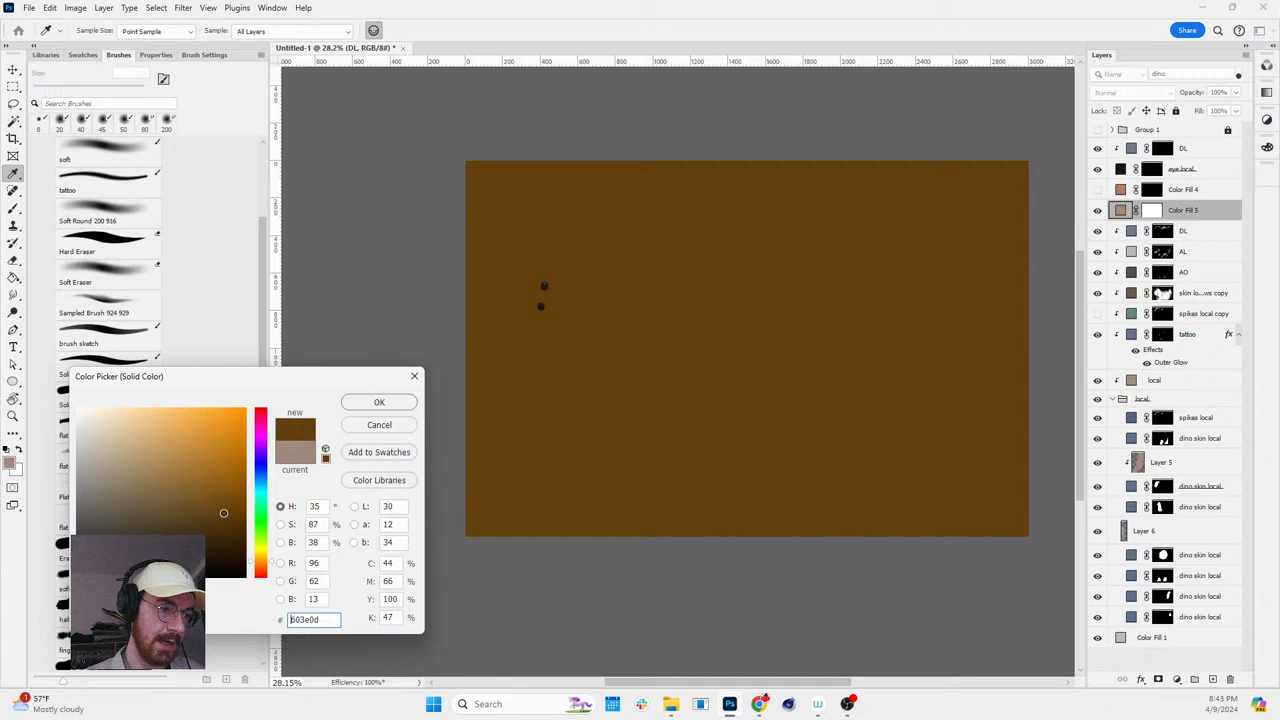 File Edit Image Layer Type Select Filter View Plugins Window Help
Sample Size: Point Sample Sample: All Layers Share
Libraries Swatches Brushes Properties Brush Settings
Size:
Search Brushes
8 20 40 45 50 80 200
soft
tattoo
Soft Round 200 916
Hard Eraser
Soft Eraser
Sampled Brush 924 929
brush sketch
Untitled-1 @ 28.2% (DL, RGB/8#) *
Color Picker (Solid Color)
new
current
OK
Cancel
Add to Swatches
Color Libraries
H: 35 ° L: 30
S: 87 % a: 12
B: 38 % b: 34
R: 96 C: 44 %
G: 62 M: 66 %
B: 13 Y: 100 %
# 603e0d K: 47 %
28.15% Efficiency: 100%*
Layers
Name dino
Normal Opacity: 100%
Lock: Fill: 100%
Group 1
DL
eye local
Color Fill 4
Color Fill 5
DL
AL
AO
skin lo...ws copy
spikes local copy
tattoo fx
Effects
Outer Glow
local
local
spikes local
dino skin local
Layer 5
dino skin local
dino skin local
Layer 6
dino skin local
dino skin local
dino skin local
dino skin local
Color Fill 1
57°F
Mostly cloudy
Search
8:43 PM
4/9/2024